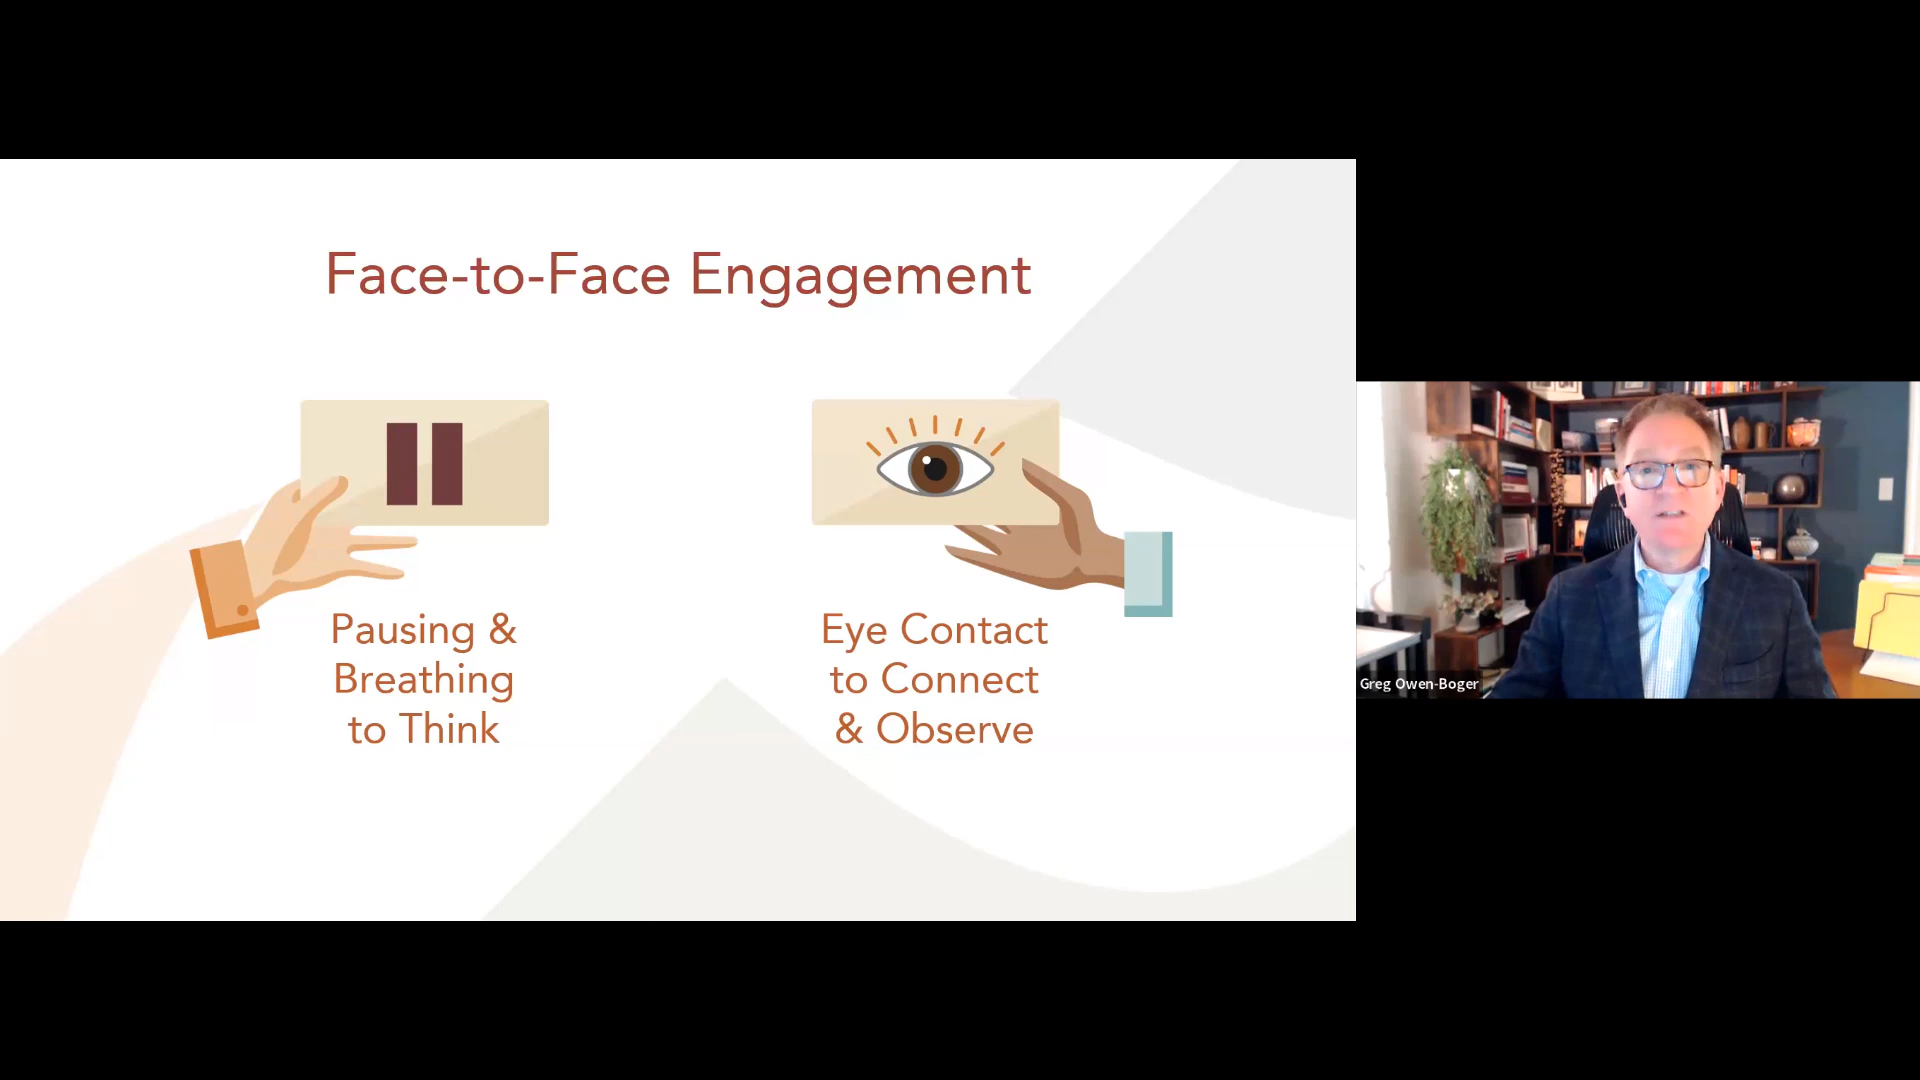 Face-to-Face Engagement
Pausing &
Breathing
to Think
Eye Contact
to Connect
& Observe
Greg Owen-Boger